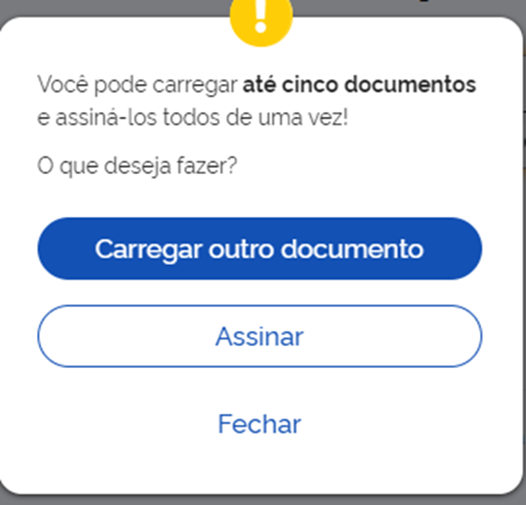 Você pode carregar até cinco documentos
e assiná-los todos de uma vez!
O que deseja fazer?
Carregar outro documento
Assinar
Fechar